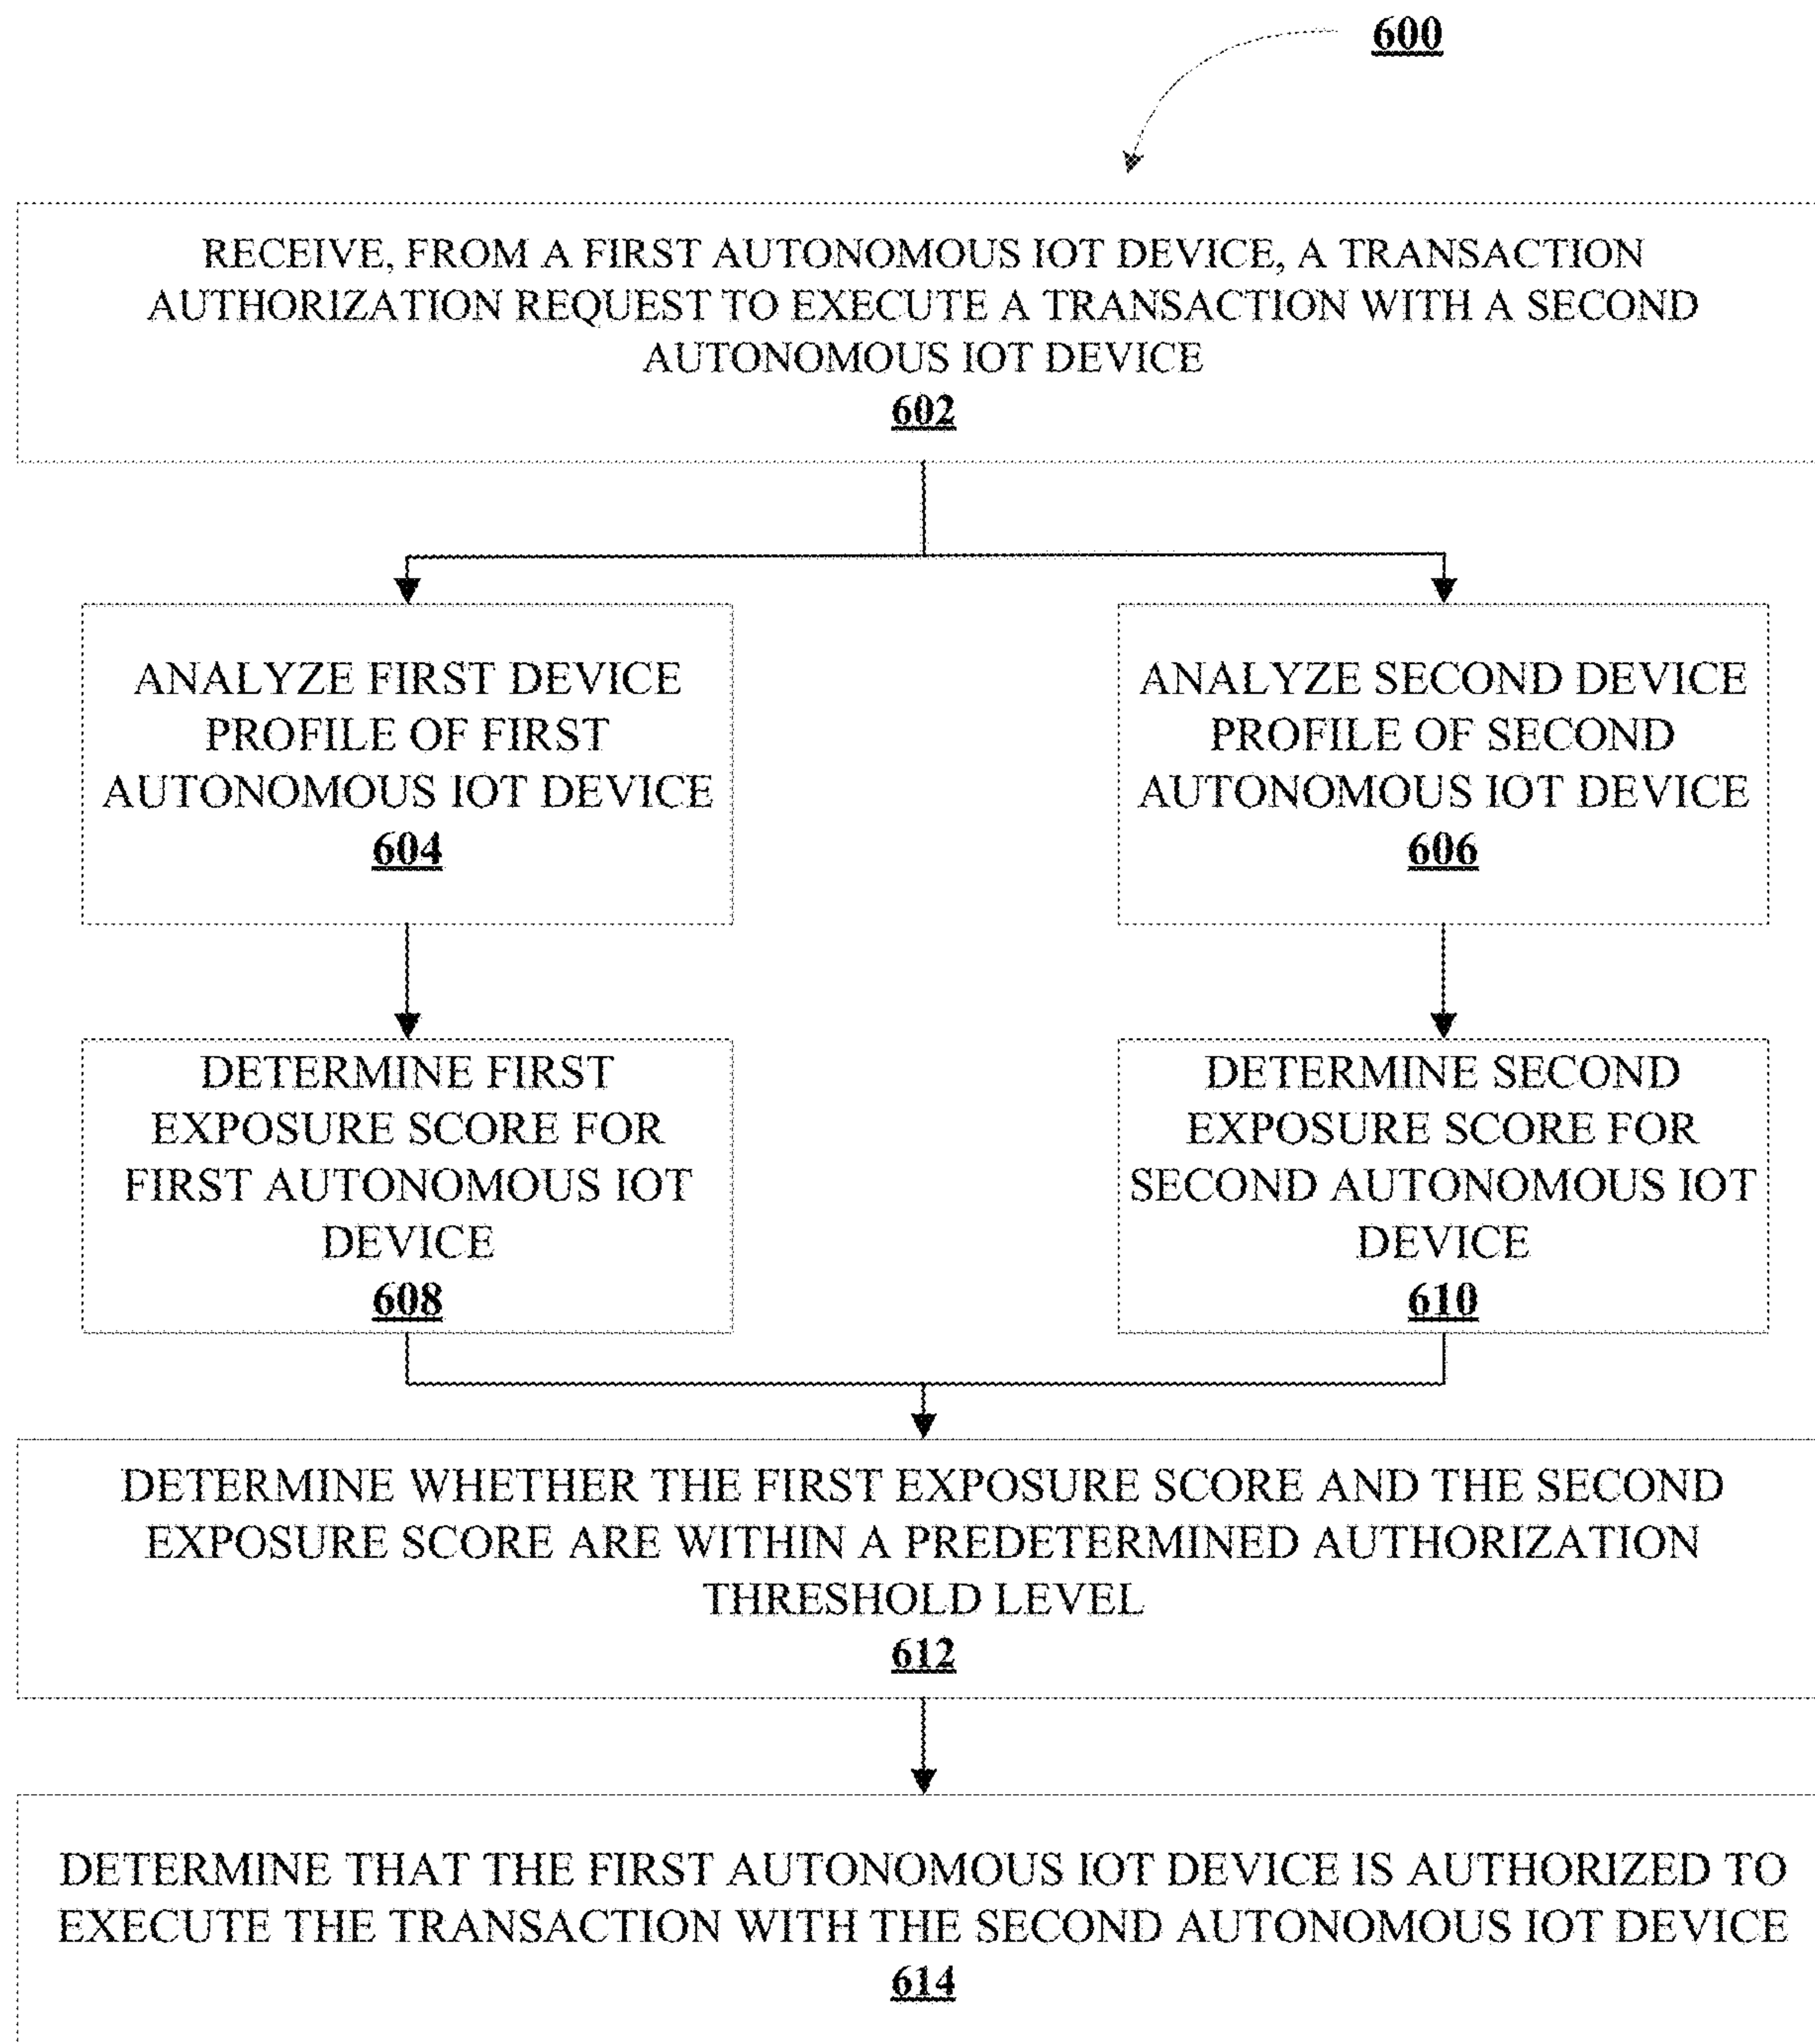 600
RECEIVE, FROM A FIRST AUTONOMOUS IOT DEVICE, A TRANSACTION
AUTHORIZATION REQUEST TO EXECUTE A TRANSACTION WITH A SECOND
AUTONOMOUS IOT DEVICE
602
ANALYZE FIRST DEVICE
PROFILE OF FIRST
AUTONOMOUS IOT DEVICE
604
ANALYZE SECOND DEVICE
PROFILE OF SECOND
AUTONOMOUS IOT DEVICE
606
DETERMINE FIRST
EXPOSURE SCORE FOR
FIRST AUTONOMOUS IOT
DEVICE
608
DETERMINE SECOND
EXPOSURE SCORE FOR
SECOND AUTONOMOUS IOT
DEVICE
610
DETERMINE WHETHER THE FIRST EXPOSURE SCORE AND THE SECOND
EXPOSURE SCORE ARE WITHIN A PREDETERMINED AUTHORIZATION
THRESHOLD LEVEL
612
DETERMINE THAT THE FIRST AUTONOMOUS IOT DEVICE IS AUTHORIZED TO
EXECUTE THE TRANSACTION WITH THE SECOND AUTONOMOUS IOT DEVICE
614